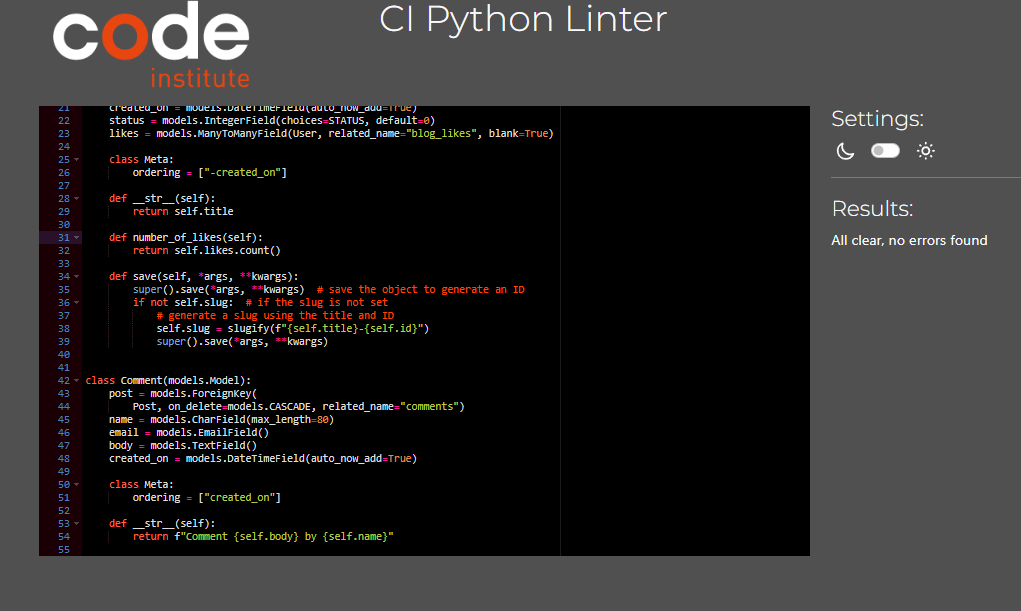 code
institute
CI Python Linter
21 created_on = models.DateTimeField(auto_now_add=True)
22 status = models.IntegerField(choices=STATUS, default=0)
23 likes = models.ManyToManyField(User, related_name="blog_likes", blank=True)
24
25 class Meta:
26 ordering = ["-created_on"]
27
28 def __str__(self):
29 return self.title
30
31 def number_of_likes(self):
32 return self.likes.count()
33
34 def save(self, *args, **kwargs):
35 super().save(*args, **kwargs)  # save the object to generate an ID
36 if not self.slug:  # if the slug is not set
37 # generate a slug using the title and ID
38 self.slug = slugify(f"{self.title}-{self.id}")
39 super().save(*args, **kwargs)
40
41
42 class Comment(models.Model):
43 post = models.ForeignKey(
44 Post, on_delete=models.CASCADE, related_name="comments")
45 name = models.CharField(max_length=80)
46 email = models.EmailField()
47 body = models.TextField()
48 created_on = models.DateTimeField(auto_now_add=True)
49
50 class Meta:
51 ordering = ["created_on"]
52
53 def __str__(self):
54 return f"Comment {self.body} by {self.name}"
55
Settings:
Results:
All clear, no errors found